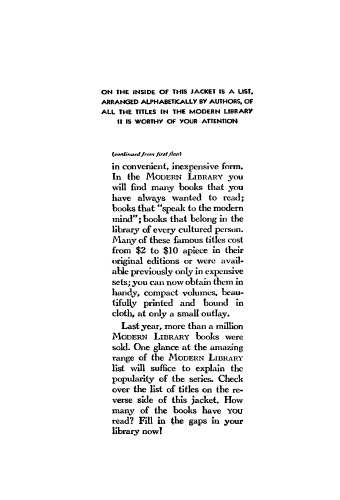 ON THE INSIDE OF THIS JACKET IS A LIST,
ARRANGED ALPHABETICALLY BY AUTHORS, OF
ALL THE TITLES IN THE MODERN LIBRARY
IT IS WORTHY OF YOUR ATTENTION
(continued from first flap)
in convenient, inexpensive form.
In the MODERN LIBRARY you
will find many books that you
have always wanted to read;
books that "speak to the modern
mind"; books that belong in the
library of every cultured person.
Many of these famous titles cost
from $2 to $10 apiece in their
original editions or were avail-
able previously only in expensive
sets; you can now obtain them in
handy, compact volumes, beau-
tifully printed and bound in
cloth, at only a small outlay.
Last year, more than a million
MODERN LIBRARY books were
sold. One glance at the amazing
range of the MODERN LIBRARY
list will suffice to explain the
popularity of the series. Check
over the list of titles on the re-
verse side of this jacket. How
many of the books have YOU
read? Fill in the gaps in your
library now!